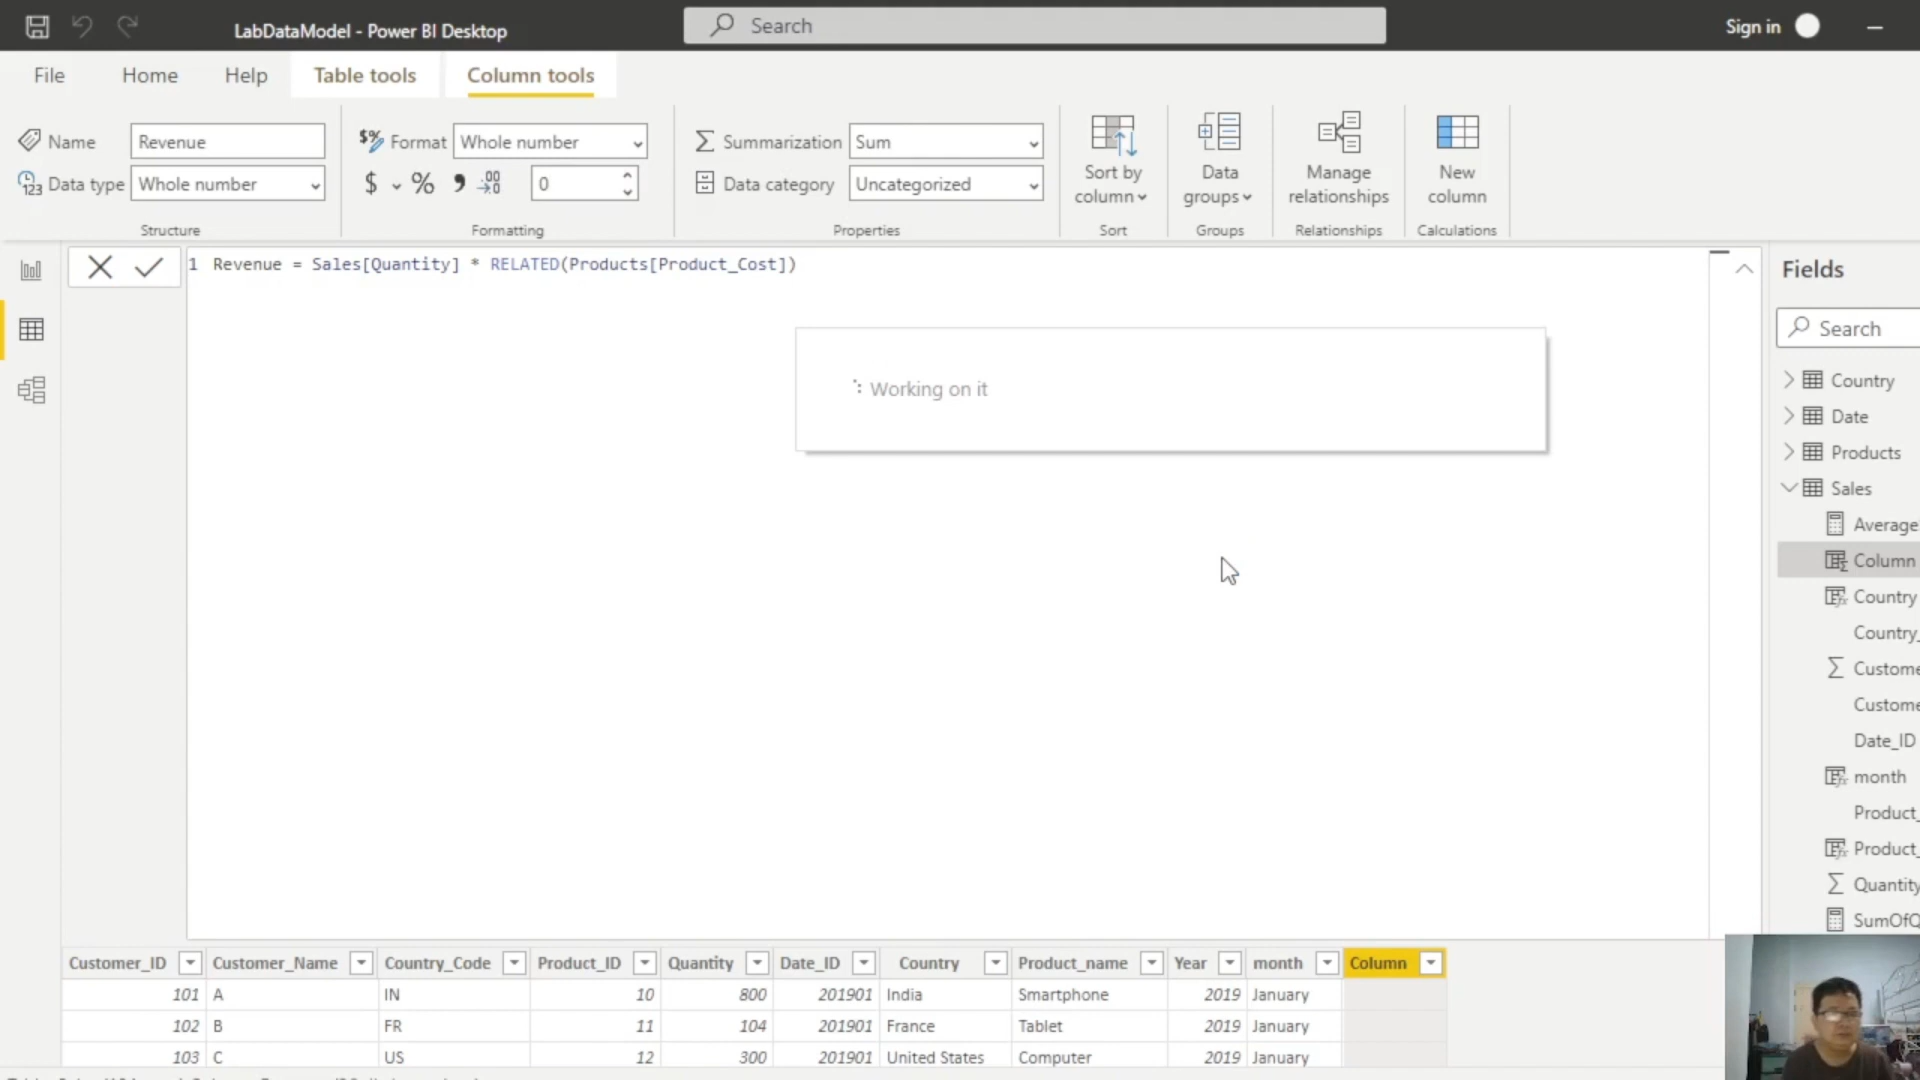 LabDataModel - Power BI Desktop
Search
Sign in
File
Home
Help
Table tools
Column tools
Name
Revenue
Data type
Whole number
Structure
Format
Whole number
$
%
0
Formatting
Summarization
Sum
Data category
Uncategorized
Properties
Sort by
column
Sort
Data
groups
Groups
Manage
relationships
Relationships
New
column
Calculations
1 Revenue = Sales[Quantity] * RELATED(Products[Product_Cost])
Working on it
Fields
Search
Country
Date
Products
Sales
Average
Column
Country
Country_
Custome
Custome
Date_ID
month
Product_
Product_
Quantity
SumOfQ
Customer_ID Customer_Name Country_Code Product_ID Quantity Date_ID Country Product_name Year month Column
101 A IN 10 800 201901 India Smartphone 2019 January
102 B FR 11 104 201901 France Tablet 2019 January
103 C US 12 300 201901 United States Computer 2019 January